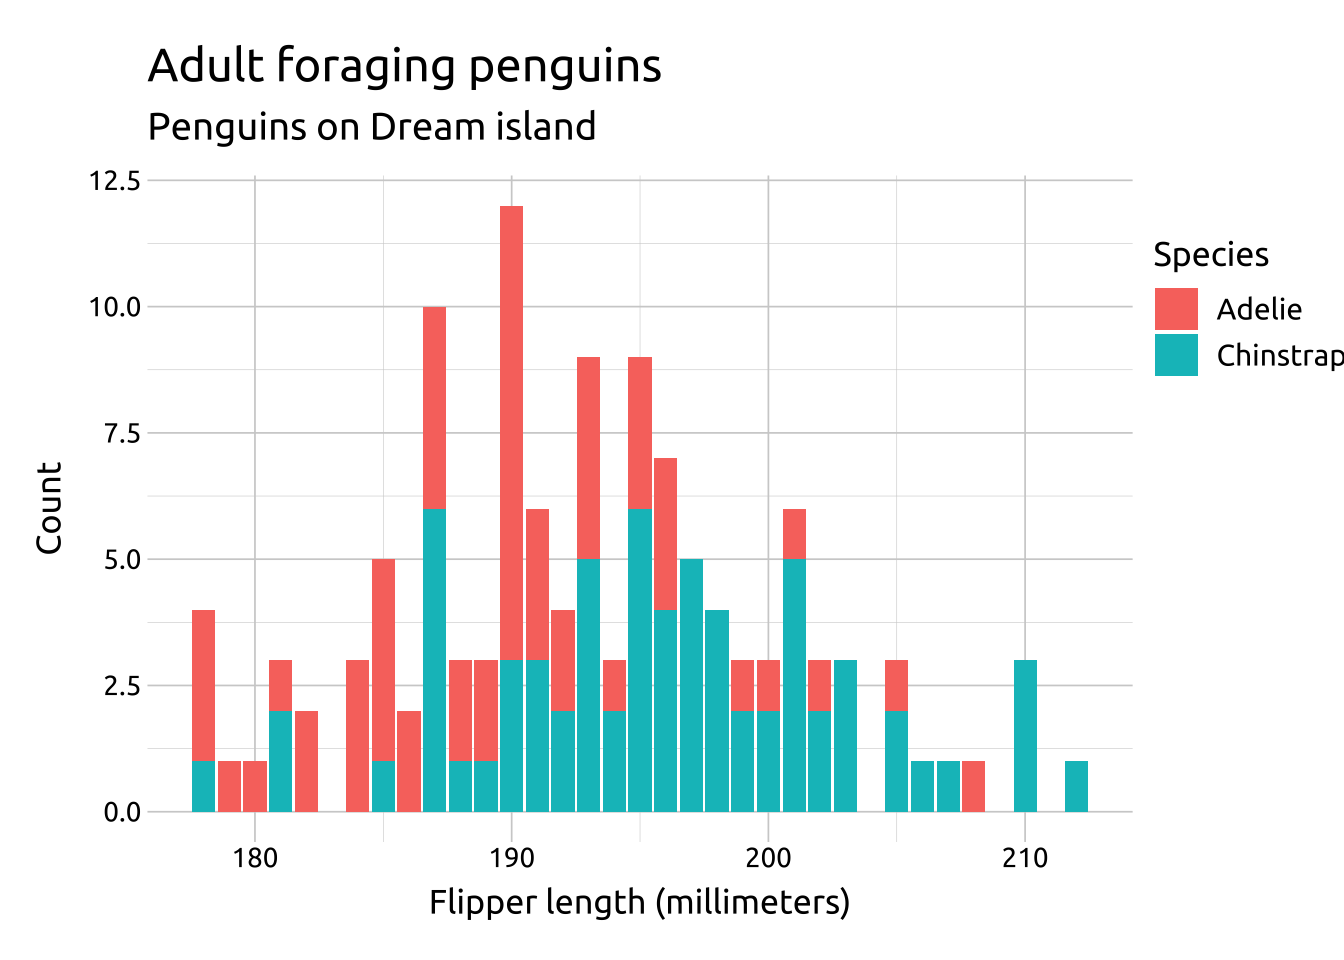 Adult foraging penguins
Penguins on Dream island
12.5
10.0
7.5
5.0
2.5
0.0
Count
180 190 200 210
Flipper length (millimeters)
Species
Adelie
Chinstrap